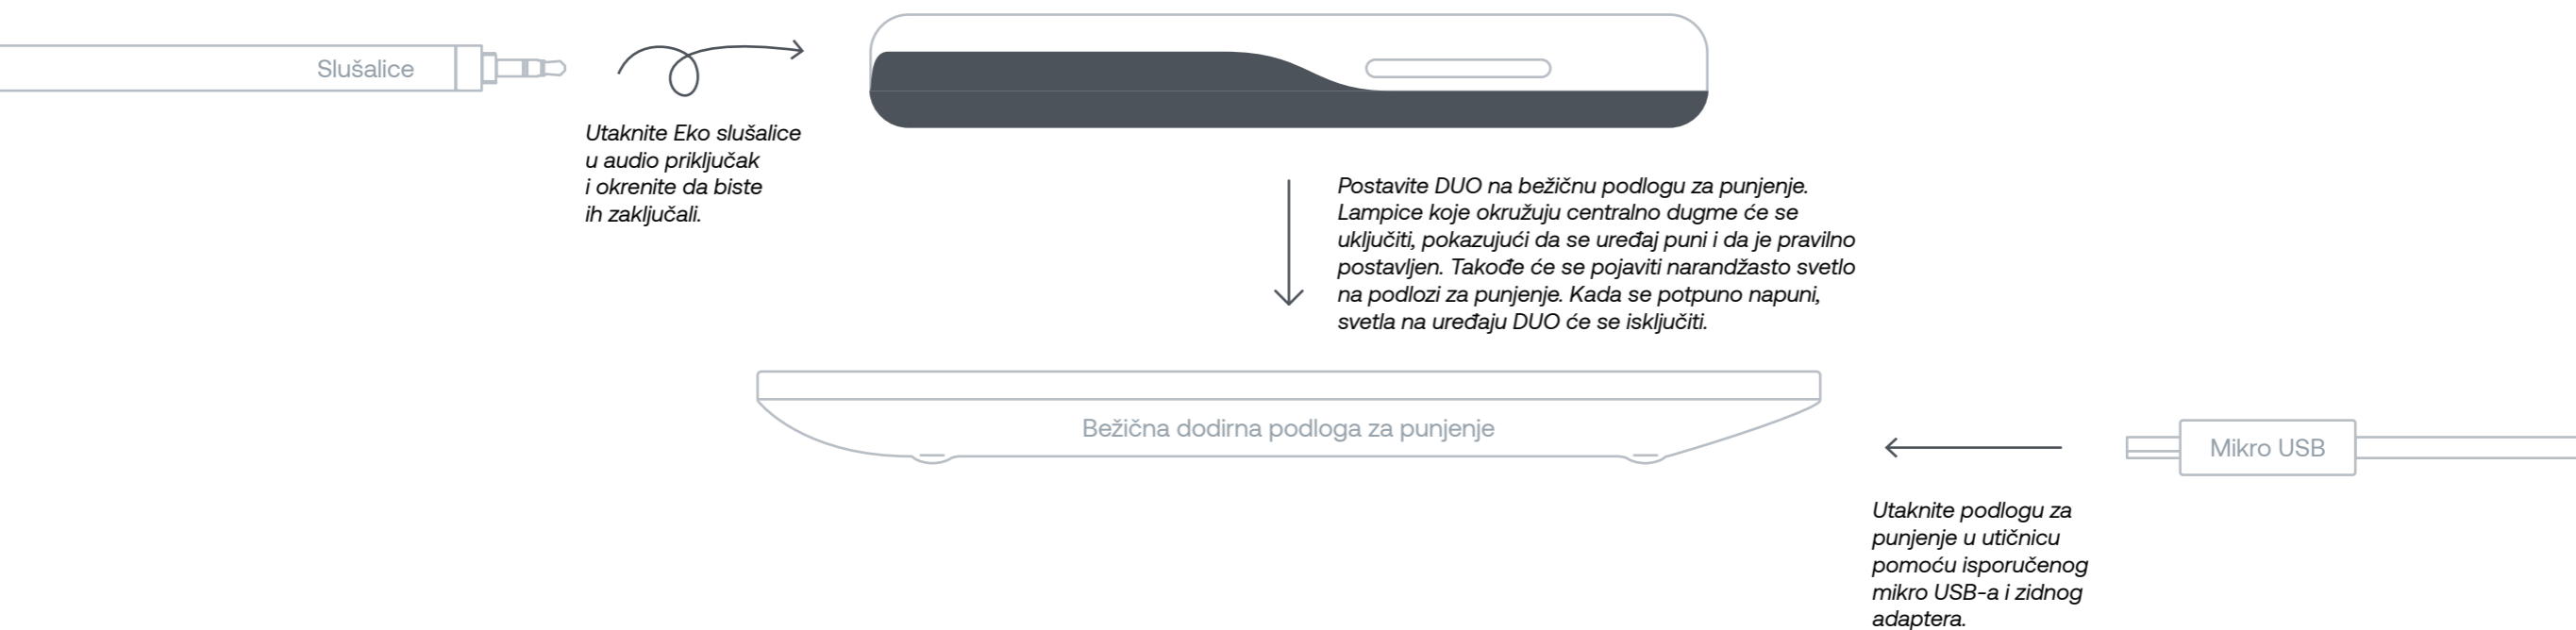 Slušalice
Utaknite Eko slušalice
u audio priključak
i okrenite da biste
ih zaključali.
Postavite DUO na bežičnu podlogu za punjenje.
Lampice koje okružuju centralno dugme će se
uključiti, pokazujući da se uređaj puni i da je pravilno
postavljen. Takođe će se pojaviti narandžasto svetlo
na podlozi za punjenje. Kada se potpuno napuni,
svetla na uređaju DUO će se isključiti.
Bežična dodirna podloga za punjenje
Mikro USB
Utaknite podlogu za
punjenje u utičnicu
pomoću isporučenog
mikro USB-a i zidnog
adaptera.